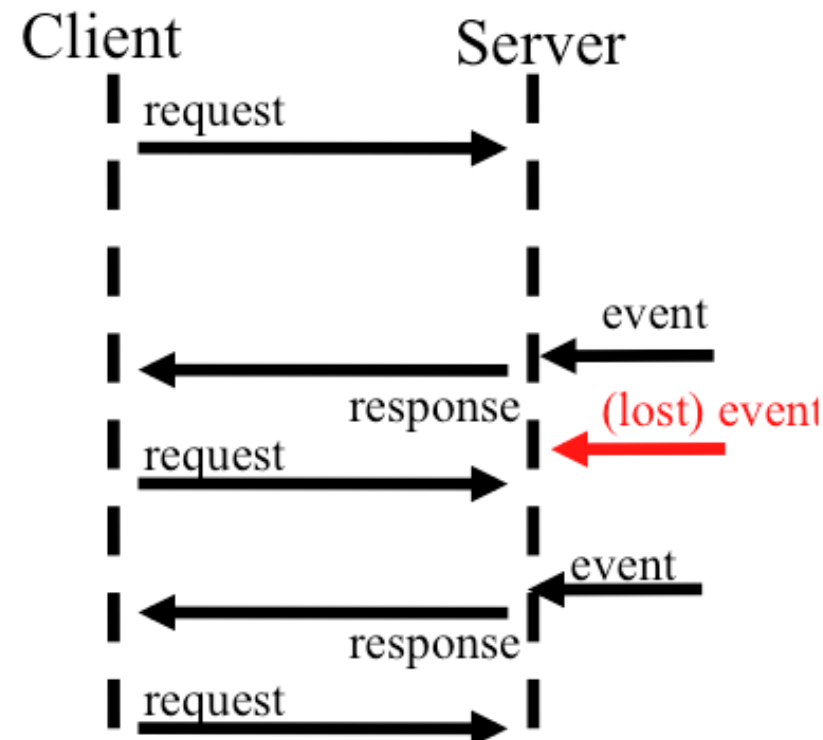 Client
Server
request
event
response
(lost) event
request
event
response
request